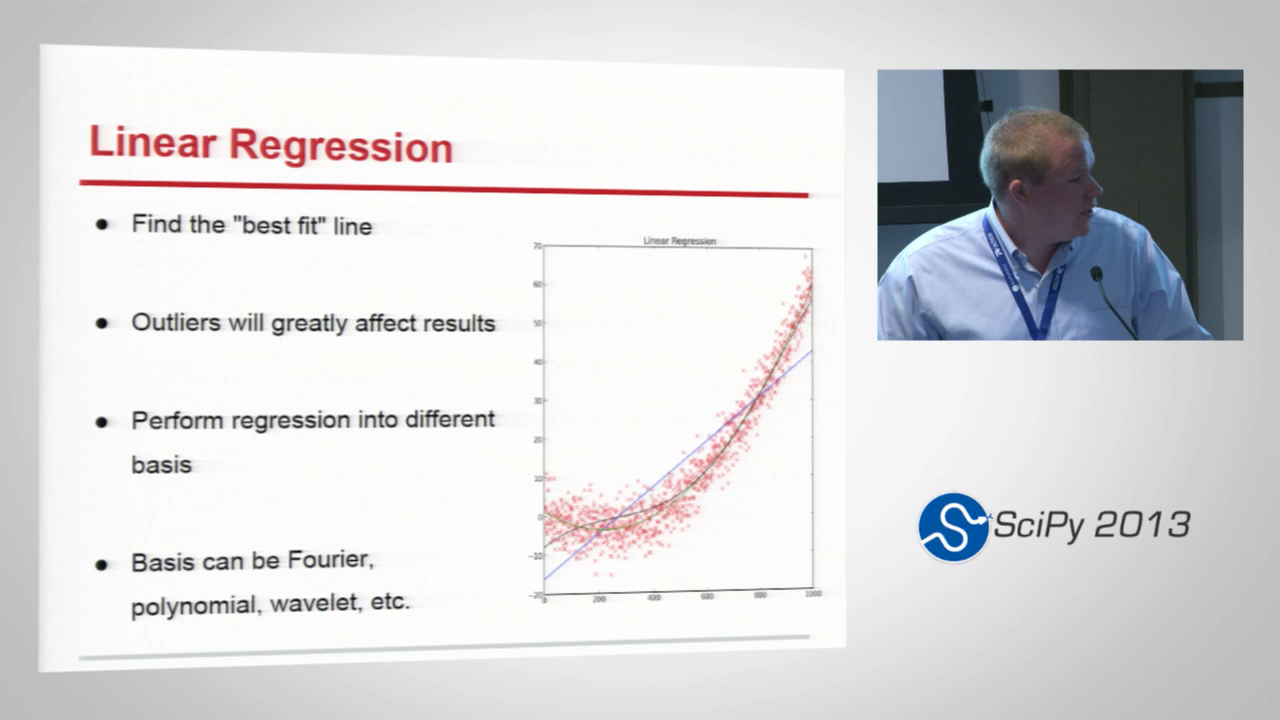 Linear Regression
Find the "best fit" line
Outliers will greatly affect results
Perform regression into different
basis
Basis can be Fourier,
polynomial, wavelet, etc.
Linear Regression
70
60
50
40
30
20
10
0
-10
-20
0 200 400 600 800 1000
SciPy 2013